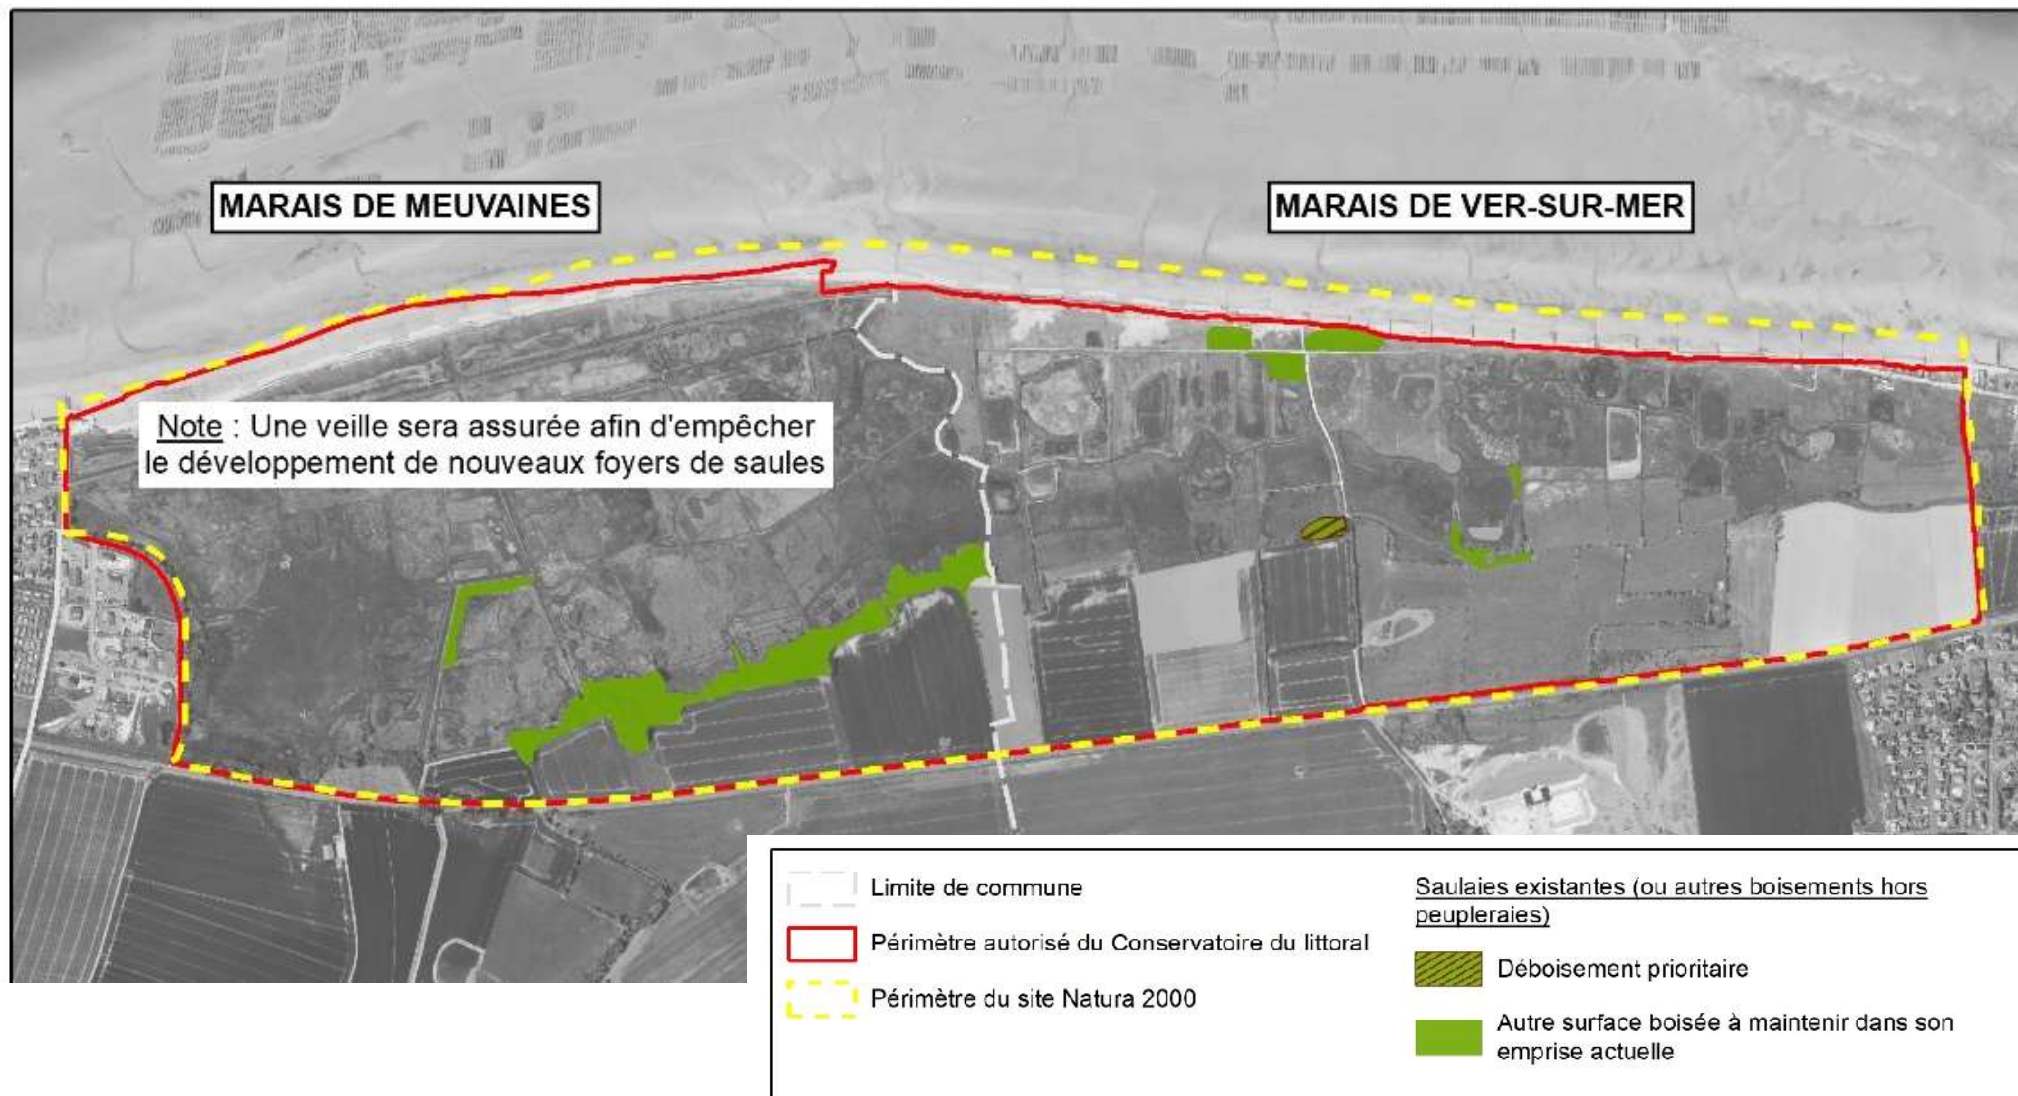 MARAIS DE MEUVAINES
MARAIS DE VER-SUR-MER
Note : Une veille sera assurée afin d'empêcher
le développement de nouveaux foyers de saules
Limite de commune
Périmètre autorisé du Conservatoire du littoral
Périmètre du site Natura 2000
Saulaies existantes (ou autres boisements hors
peupleraies)
Déboisement prioritaire
Autre surface boisée à maintenir dans son
emprise actuelle